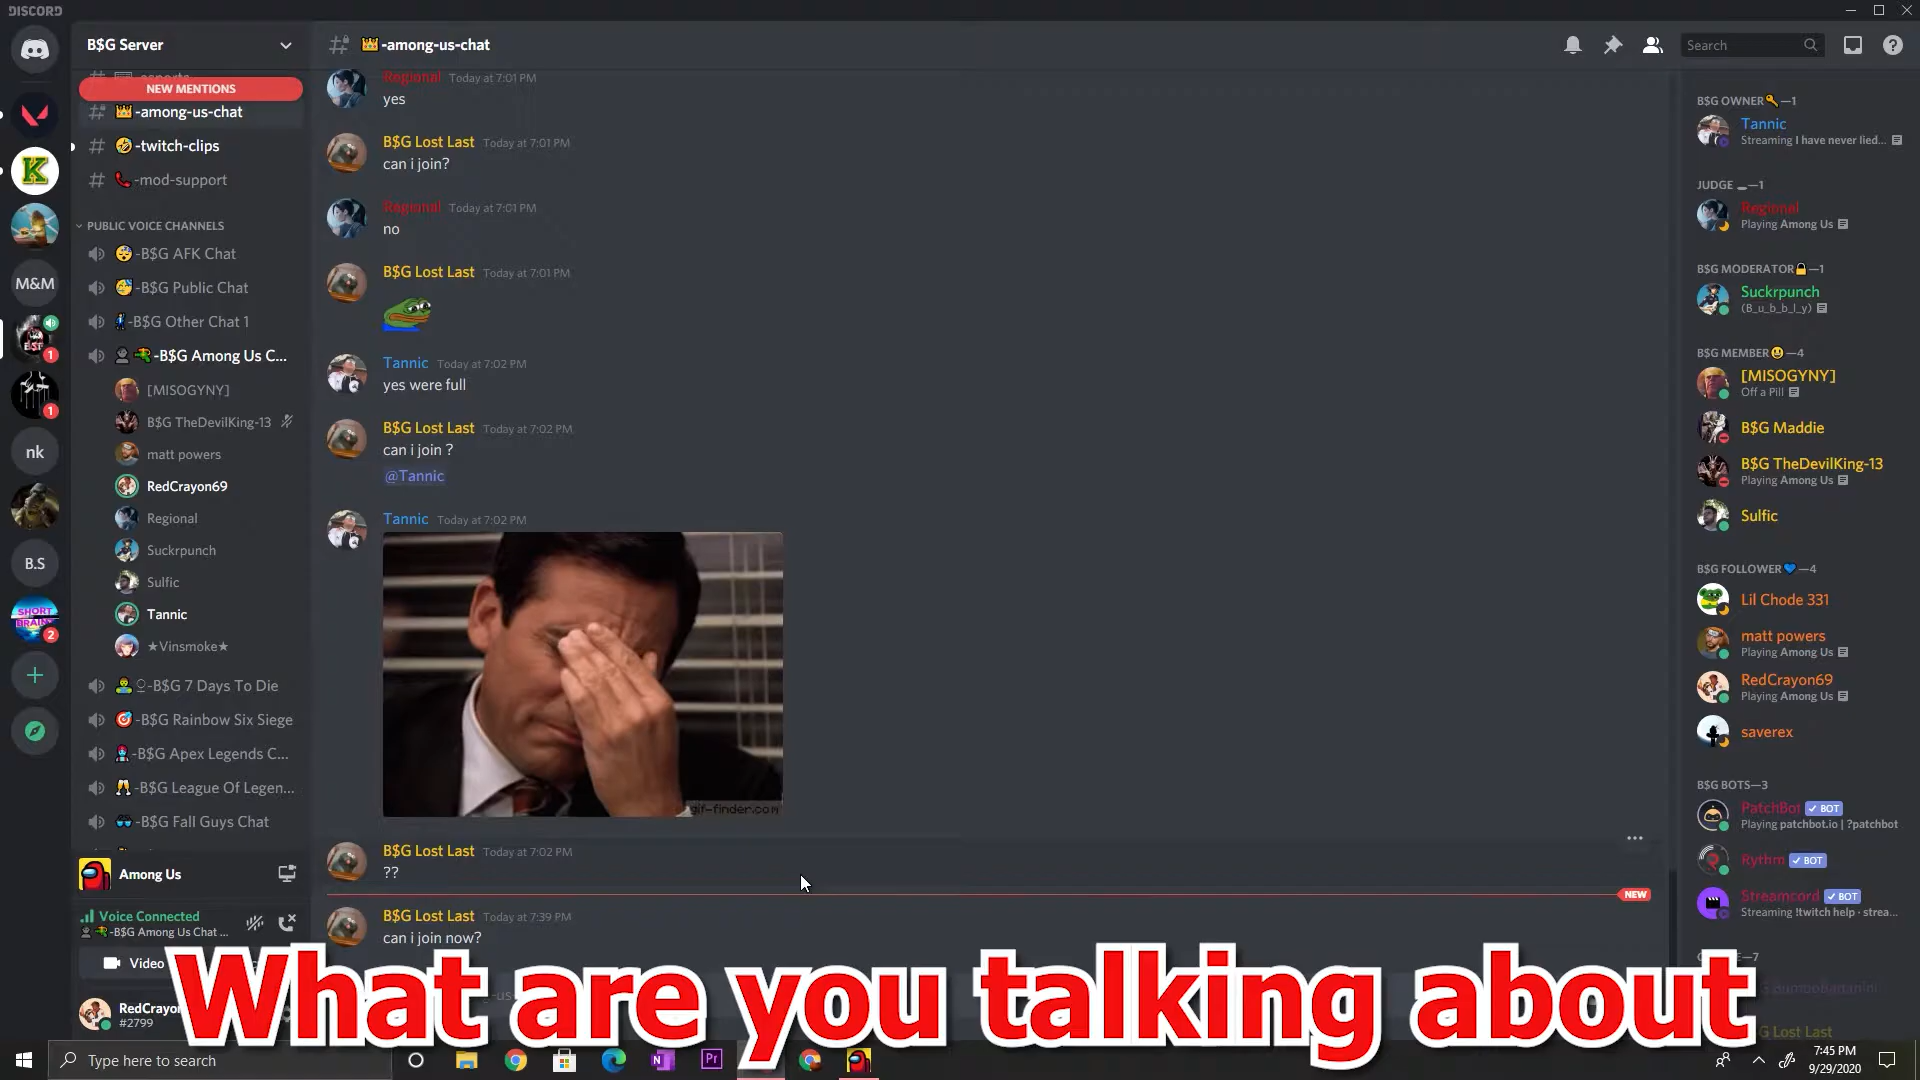 DISCORD
B$G Server
-esports
NEW MENTIONS
-among-us-chat
-twitch-clips
-mod-support
PUBLIC VOICE CHANNELS
-B$G AFK Chat
-B$G Public Chat
-B$G Other Chat 1
-B$G Among Us C...
[MISOGYNY]
B$G TheDevilKing-13
matt powers
RedCrayon69
Regional
Suckrpunch
Sulfic
Tannic
★Vinsmoke★
-B$G 7 Days To Die
-B$G Rainbow Six Siege
-B$G Apex Legends C...
-B$G League Of Legen...
-B$G Fall Guys Chat
Among Us
Voice Connected
-B$G Among Us Chat ...
Video
RedCrayon
#2799
K
M&M
1
1
nk
B.S
SHORT
2
-among-us-chat
Search
Regional Today at 7:01 PM
yes
B$G Lost Last Today at 7:01 PM
can i join?
Regional Today at 7:01 PM
no
B$G Lost Last Today at 7:01 PM
Tannic Today at 7:02 PM
yes were full
B$G Lost Last Today at 7:02 PM
can i join ?
@Tannic
Tannic Today at 7:02 PM
gif-finder.com
B$G Lost Last Today at 7:02 PM
??
NEW
B$G Lost Last Today at 7:39 PM
can i join now?
B$G OWNER—1
Tannic
Streaming I have never lied...
JUDGE —1
Regional
Playing Among Us
B$G MODERATOR—1
Suckrpunch
(B_u_b_b_l_y)
B$G MEMBER—4
[MISOGYNY]
Off a Pill
B$G Maddie
B$G TheDevilKing-13
Playing Among Us
Sulfic
B$G FOLLOWER—4
Lil Chode 331
matt powers
Playing Among Us
RedCrayon69
Playing Among Us
saverex
B$G BOTS—3
PatchBot BOT
Playing patchbot.io | ?patchbot
Rythm BOT
Streamcord BOT
Streaming !twitch help · strea...
Lost Last
What are you talking about
Type here to search
7:45 PM
9/29/2020